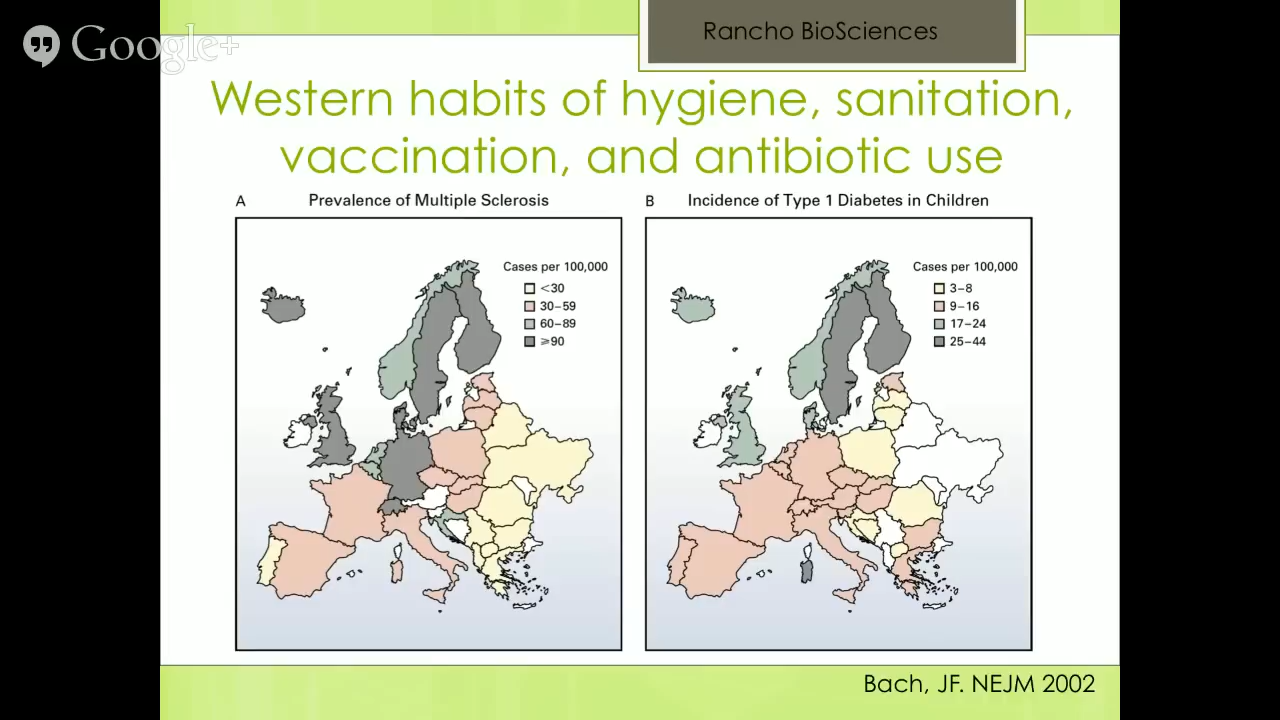 Google+
Rancho BioSciences
Western habits of hygiene, sanitation,
vaccination, and antibiotic use
A Prevalence of Multiple Sclerosis
Cases per 100,000
<30
30–59
60–89
≥90
B Incidence of Type 1 Diabetes in Children
Cases per 100,000
3–8
9–16
17–24
25–44
Bach, JF. NEJM 2002